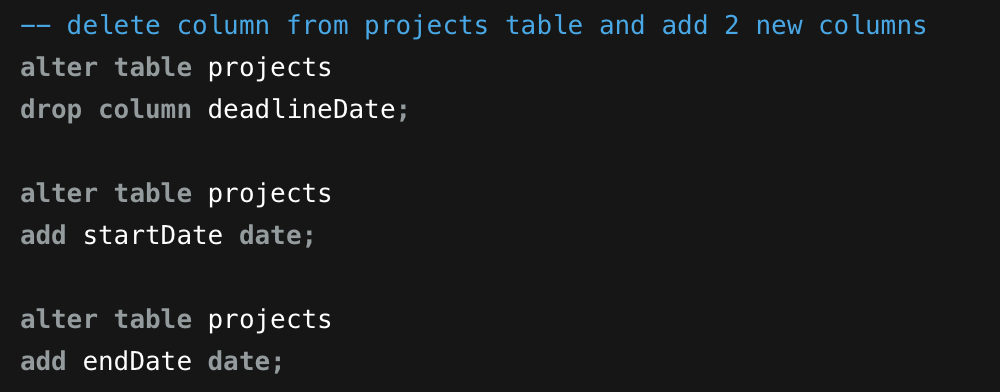 -- delete column from projects table and add 2 new columns
alter table projects
drop column deadlineDate;
alter table projects
add startDate date;
alter table projects
add endDate date;